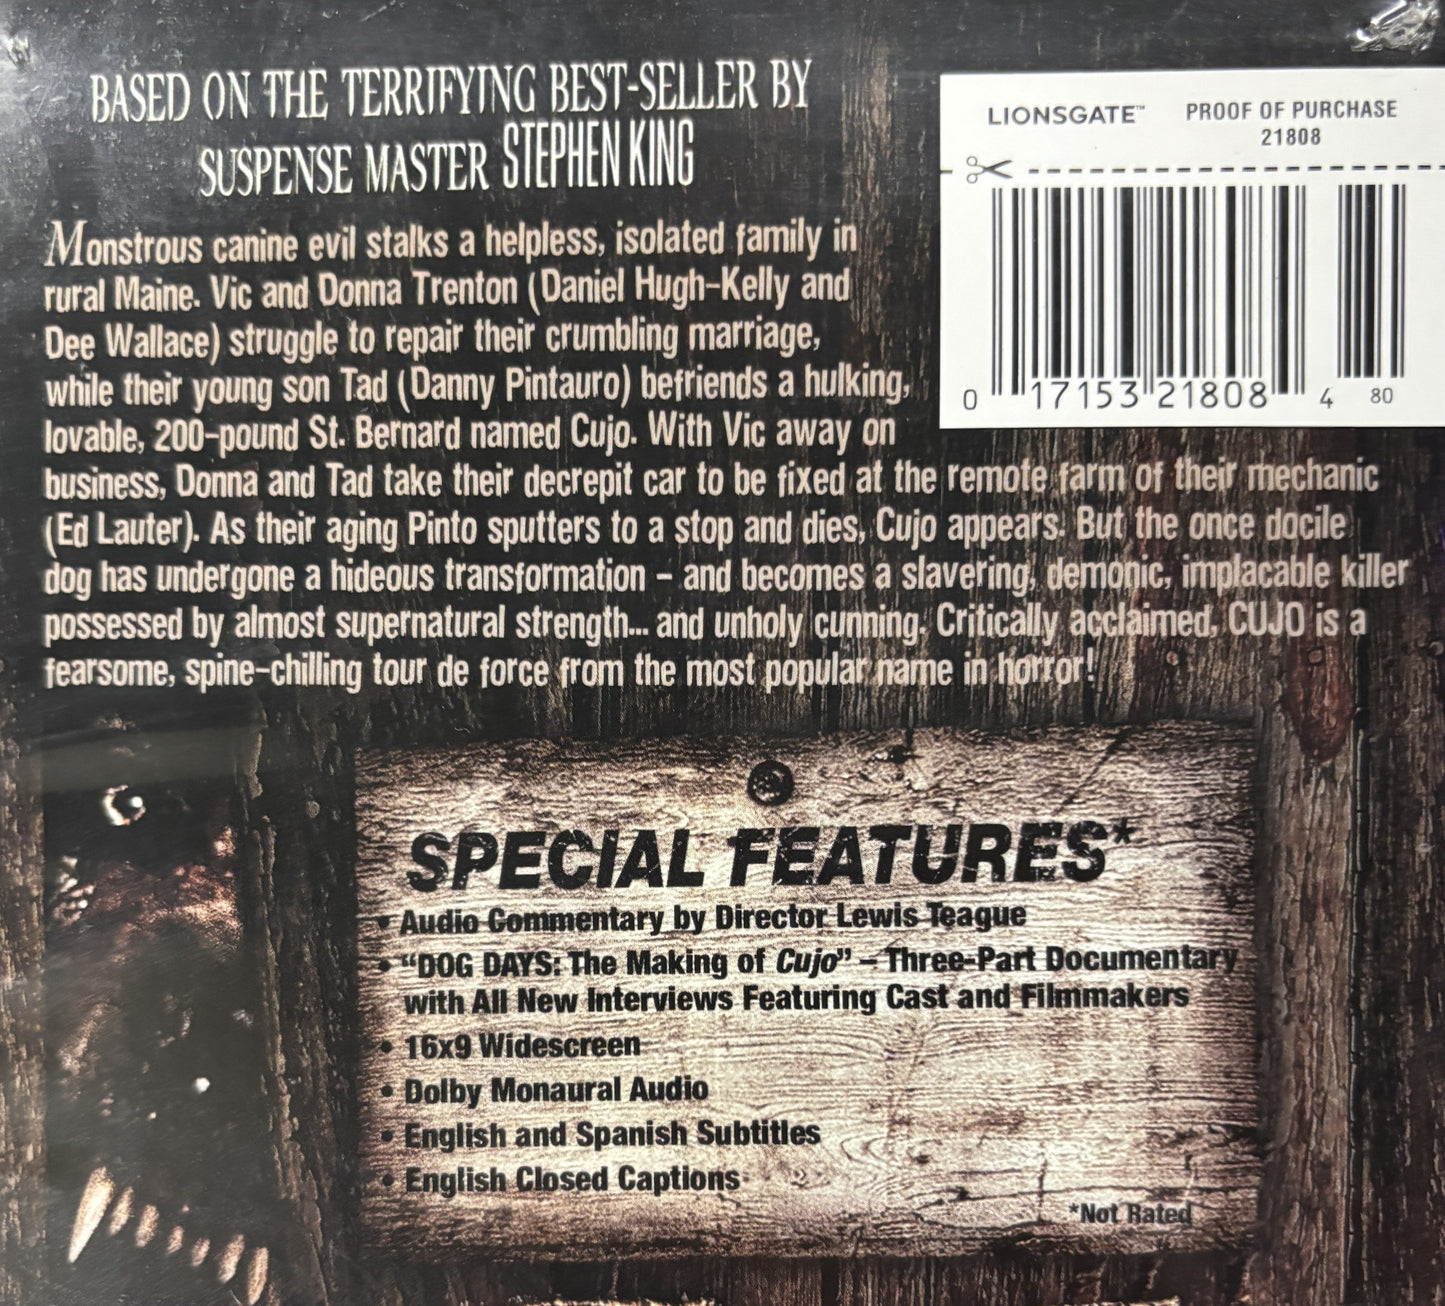 BASED ON THE TERRIFYING BEST-SELLER BY
SUSPENSE MASTER STEPHEN KING
LIONSGATE™ PROOF OF PURCHASE
21808
Monstrous canine evil stalks a helpless, isolated family in
rural Maine. Vic and Donna Trenton (Daniel Hugh-Kelly and
Dee Wallace) struggle to repair their crumbling marriage,
while their young son Tad (Danny Pintauro) befriends a hulking,
lovable, 200-pound St. Bernard named Cujo. With Vic away on
business, Donna and Tad take their decrepit car to be fixed at the remote farm of their mechanic
(Ed Lauter). As their aging Pinto sputters to a stop and dies, Cujo appears. But the once docile
dog has undergone a hideous transformation – and becomes a slavering, demonic, implacable killer
possessed by almost supernatural strength... and unholy cunning. Critically acclaimed, CUJO is a
fearsome, spine-chilling tour de force from the most popular name in horror!
0 17153 21808 4 80
SPECIAL FEATURES*
• Audio Commentary by Director Lewis Teague
• “DOG DAYS: The Making of Cujo” – Three-Part Documentary
with All New Interviews Featuring Cast and Filmmakers
• 16x9 Widescreen
• Dolby Monaural Audio
• English and Spanish Subtitles
• English Closed Captions
*Not Rated